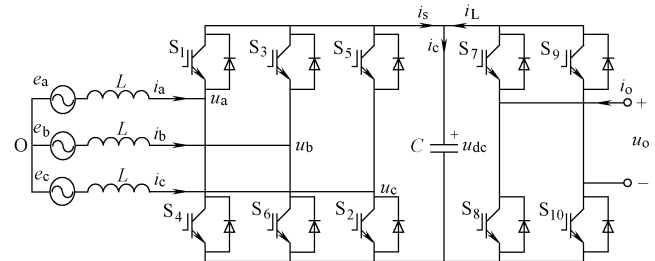 i_s i_L
S_1 S_3 S_5 i_c S_7 S_9
e_a L i_a u_a i_o
+
e_b L i_b u_b C + u_dc u_o
O
e_c L i_c u_c −
S_4 S_6 S_2 S_8 S_10